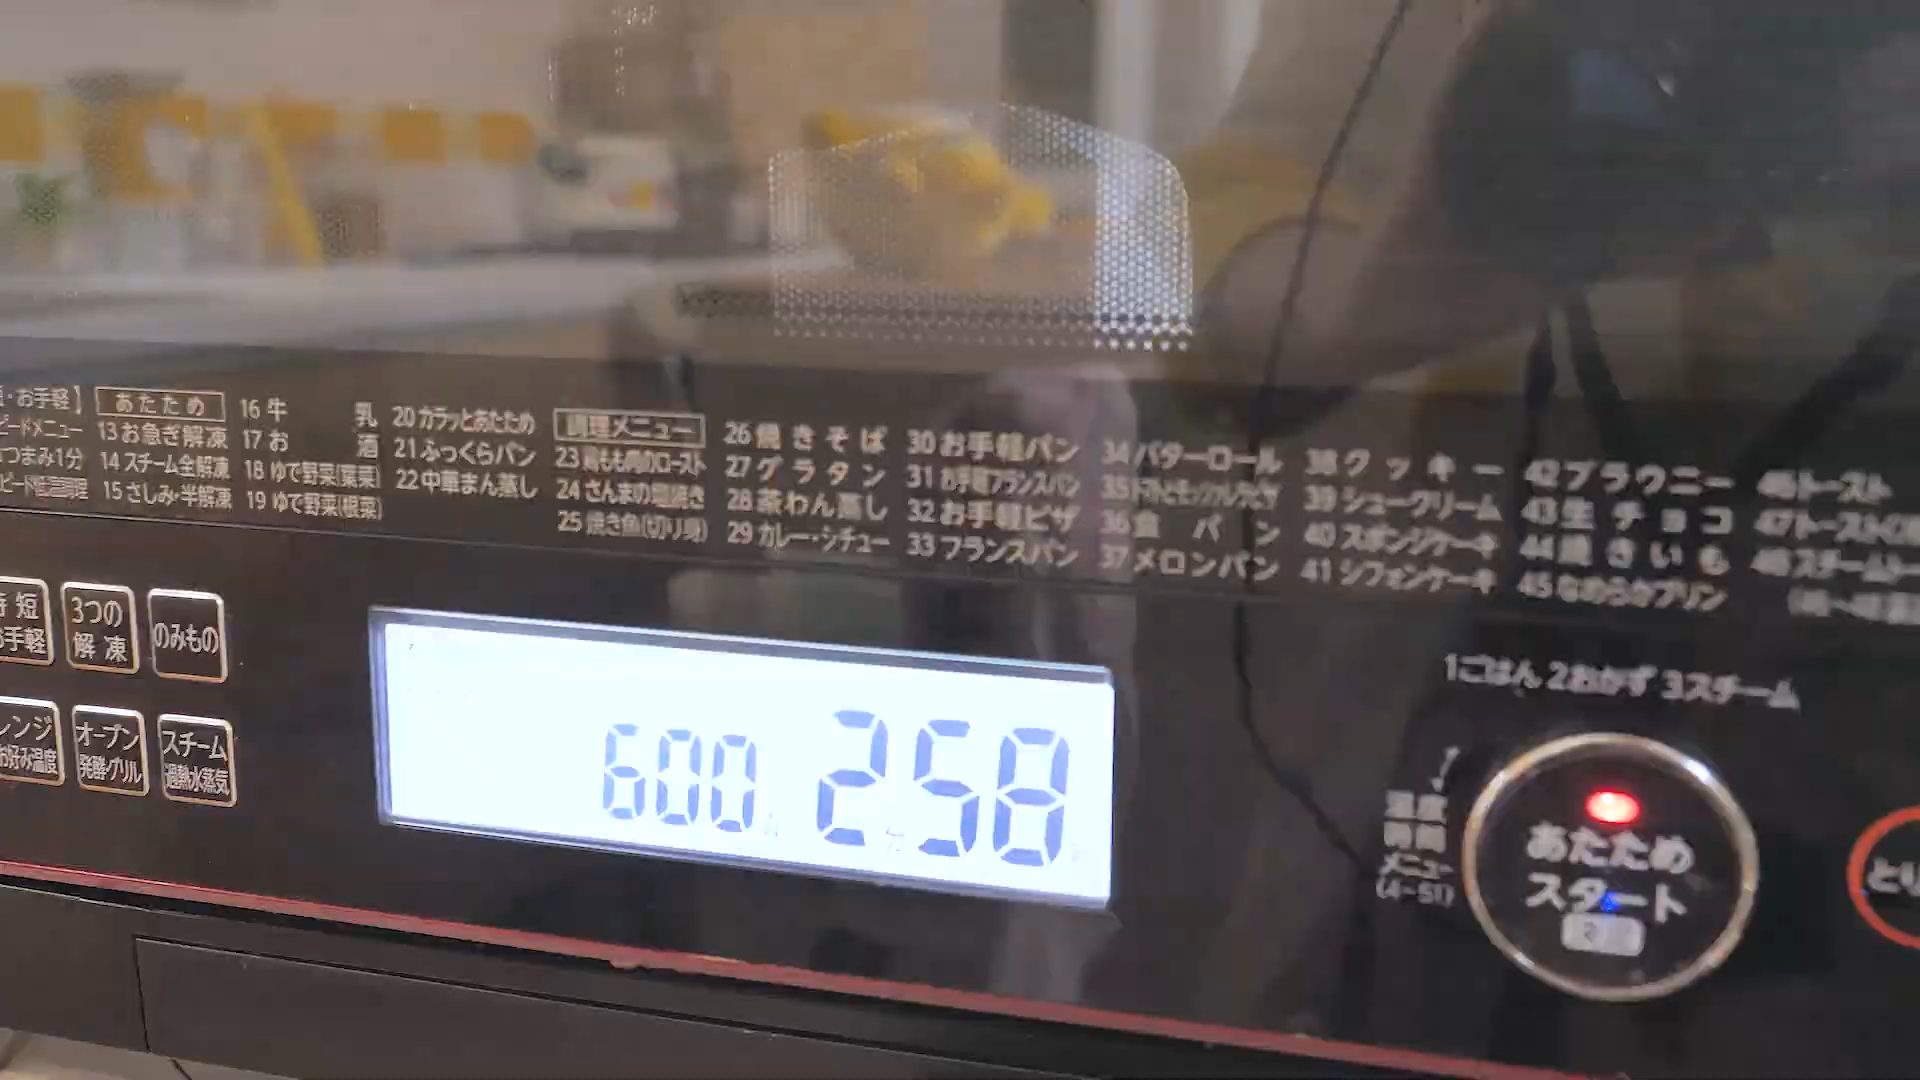 ・お手軽】
あたため
16 牛 乳
20 カラッとあたため
調理メニュー
26 焼きそば
30 お手軽パン
34 バターロール
38 クッキー
42 ブラウニー
46 トースト
ピードメニュー
13 お急ぎ解凍
17 お 酒
21 ふっくらパン
23 鶏もも肉のロースト
27 グラタン
31 お手軽フランスパン
39 シュークリーム
43 生チョコ
つまみ1分
14 スチーム全解凍
18 ゆで野菜(葉菜)
22 中華まん蒸し
24 さんまの塩焼き
28 茶わん蒸し
32 お手軽ピザ
36 食パン
40 スポンジケーキ
44 焼きいも
ピード低温調理
15 さしみ・半解凍
19 ゆで野菜(根菜)
25 焼き魚(切り身)
29 カレー・シチュー
33 フランスパン
37 メロンパン
41 シフォンケーキ
45 なめらかプリン
時短
お手軽
3つの
解凍
のみもの
レンジ
お好み温度
オーブン
発酵・グリル
スチーム
過熱水蒸気
600 W 2 分 58 秒
1ごはん 2おかず 3スチーム
温度
時間
メニュー
(4~51)
あたため
スタート
とり